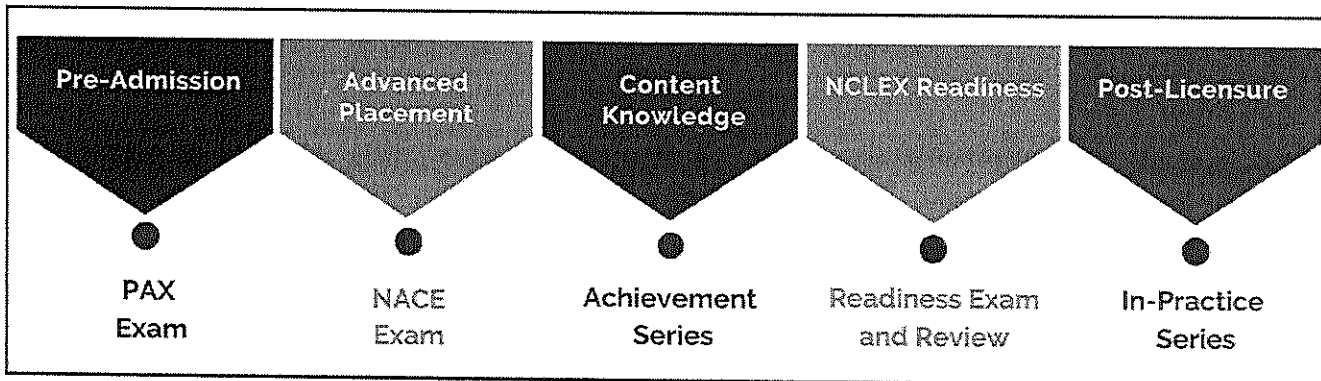 Pre-Admission
Advanced
Placement
Content
Knowledge
NCLEX Readiness
Post-Licensure
PAX
Exam
NACE
Exam
Achievement
Series
Readiness Exam
and Review
In-Practice
Series